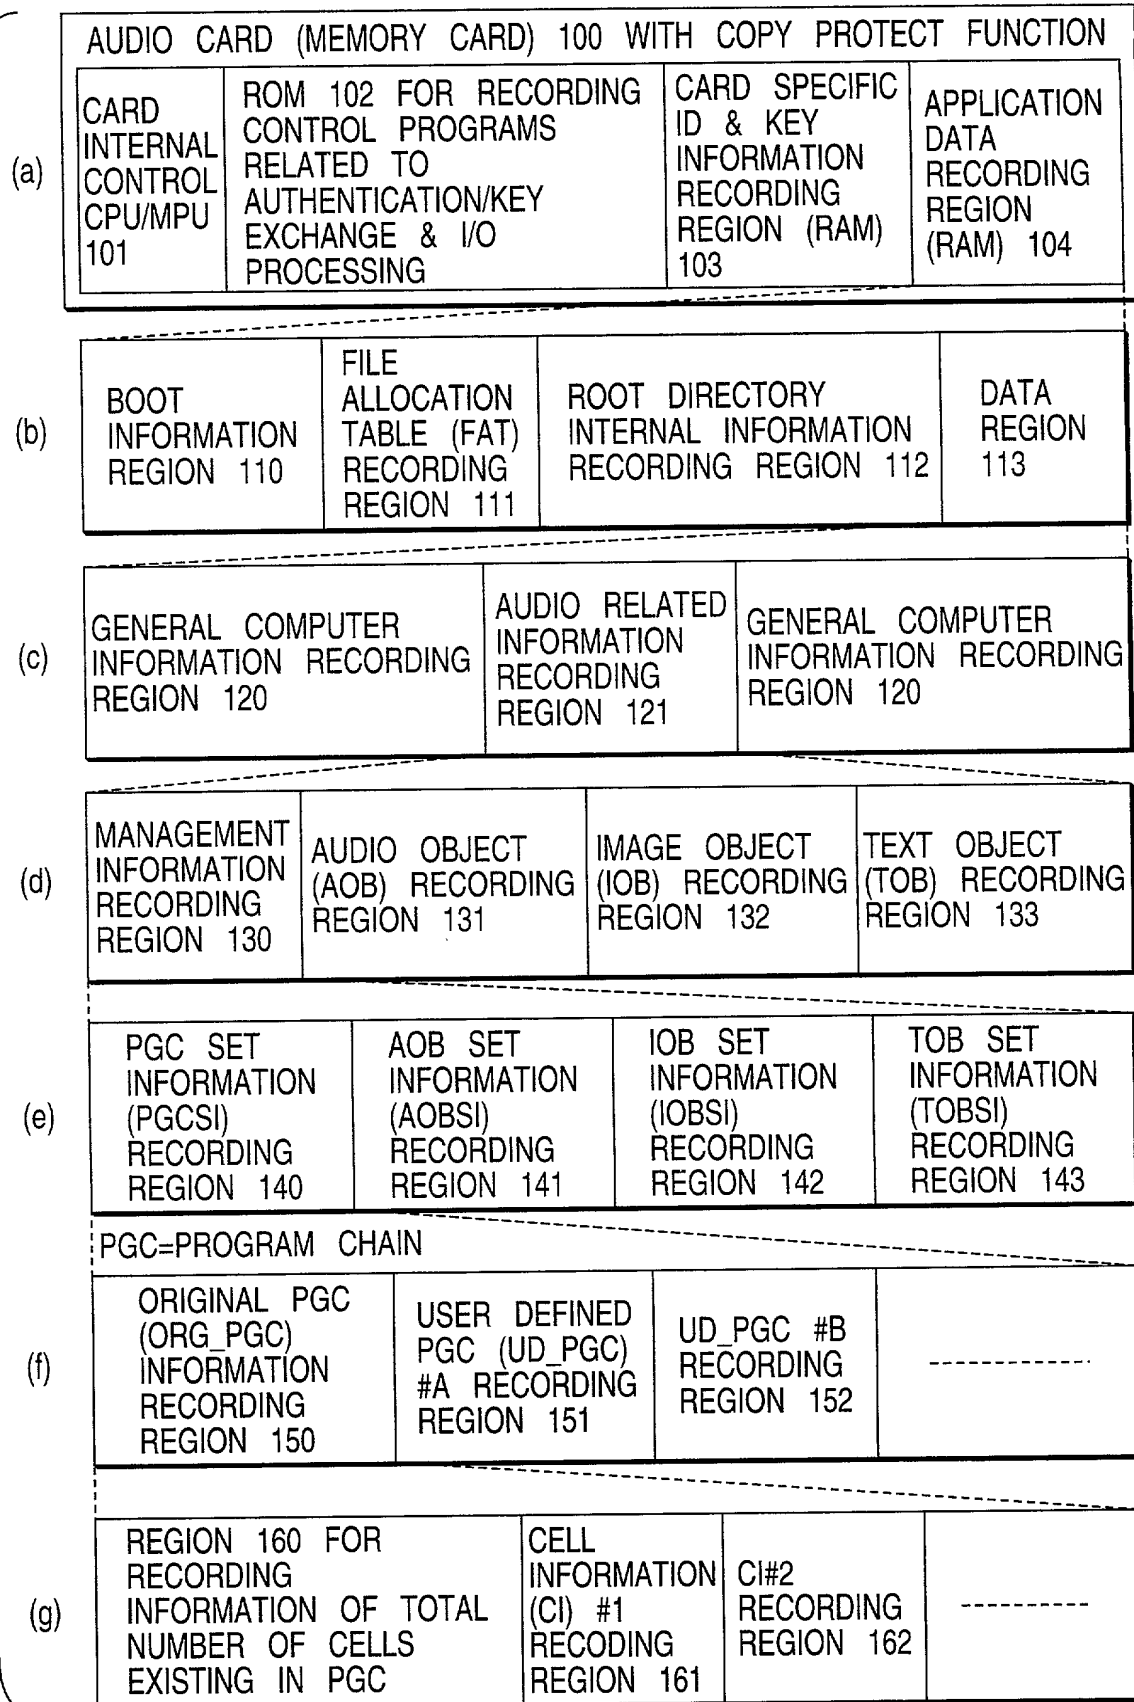 AUDIO CARD (MEMORY CARD) 100 WITH COPY PROTECT FUNCTION
(a)
CARD
INTERNAL
CONTROL
CPU/MPU
101
ROM 102 FOR RECORDING
CONTROL PROGRAMS
RELATED TO
AUTHENTICATION/KEY
EXCHANGE & I/O
PROCESSING
CARD SPECIFIC
ID & KEY
INFORMATION
RECORDING
REGION (RAM)
103
APPLICATION
DATA
RECORDING
REGION
(RAM) 104
(b)
BOOT
INFORMATION
REGION 110
FILE
ALLOCATION
TABLE (FAT)
RECORDING
REGION 111
ROOT DIRECTORY
INTERNAL INFORMATION
RECORDING REGION 112
DATA
REGION
113
(c)
GENERAL COMPUTER
INFORMATION RECORDING
REGION 120
AUDIO RELATED
INFORMATION
RECORDING
REGION 121
GENERAL COMPUTER
INFORMATION RECORDING
REGION 120
(d)
MANAGEMENT
INFORMATION
RECORDING
REGION 130
AUDIO OBJECT
(AOB) RECORDING
REGION 131
IMAGE OBJECT
(IOB) RECORDING
REGION 132
TEXT OBJECT
(TOB) RECORDING
REGION 133
(e)
PGC SET
INFORMATION
(PGCSI)
RECORDING
REGION 140
AOB SET
INFORMATION
(AOBSI)
RECORDING
REGION 141
IOB SET
INFORMATION
(IOBSI)
RECORDING
REGION 142
TOB SET
INFORMATION
(TOBSI)
RECORDING
REGION 143
PGC=PROGRAM CHAIN
(f)
ORIGINAL PGC
(ORG_PGC)
INFORMATION
RECORDING
REGION 150
USER DEFINED
PGC (UD_PGC)
#A RECORDING
REGION 151
UD_PGC #B
RECORDING
REGION 152
(g)
REGION 160 FOR
RECORDING
INFORMATION OF TOTAL
NUMBER OF CELLS
EXISTING IN PGC
CELL
INFORMATION
(CI) #1
RECODING
REGION 161
CI#2
RECORDING
REGION 162